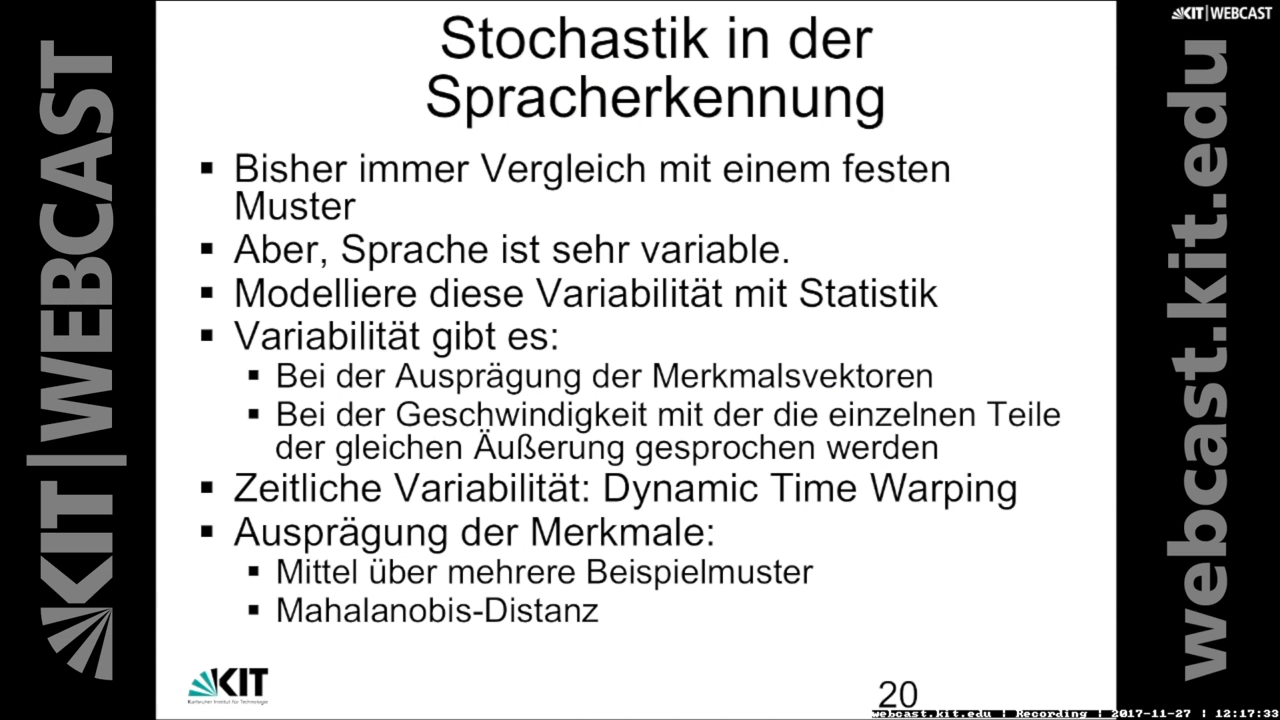 Stochastik in der
Spracherkennung
▪ Bisher immer Vergleich mit einem festen
Muster
▪ Aber, Sprache ist sehr variable.
▪ Modelliere diese Variabilität mit Statistik
▪ Variabilität gibt es:
▪ Bei der Ausprägung der Merkmalsvektoren
▪ Bei der Geschwindigkeit mit der die einzelnen Teile
der gleichen Äußerung gesprochen werden
▪ Zeitliche Variabilität: Dynamic Time Warping
▪ Ausprägung der Merkmale:
▪ Mittel über mehrere Beispielmuster
▪ Mahalanobis-Distanz
KIT
Karlsruher Institut für Technologie
20
KIT|WEBCAST
KIT|WEBCAST
webcast.kit.edu
webcast.kit.edu | Recording | 2017-11-27 | 12:17:33